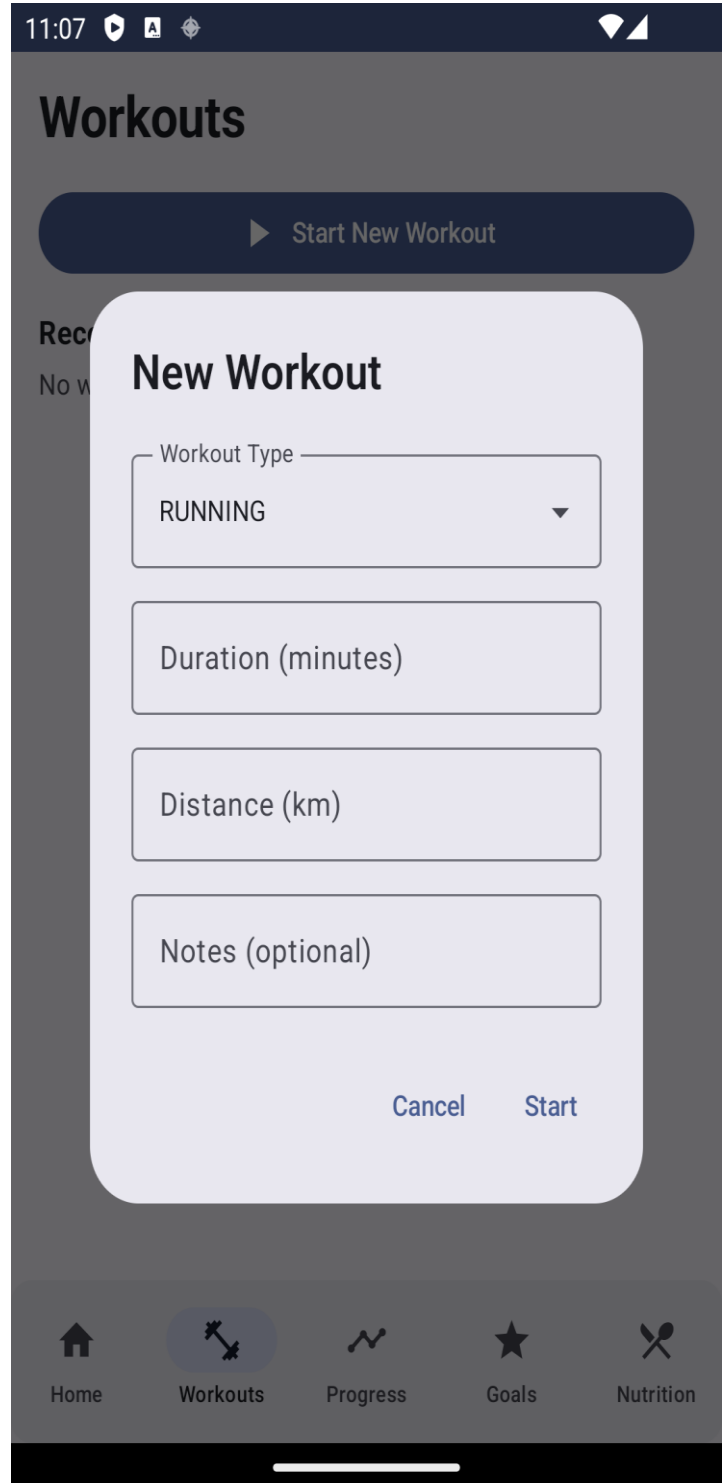 11:07
Workouts
Start New Workout
No w
New Workout
Workout Type
RUNNING
Duration (minutes)
Distance (km)
Notes (optional)
Cancel Start
Home Workouts Progress Goals Nutrition